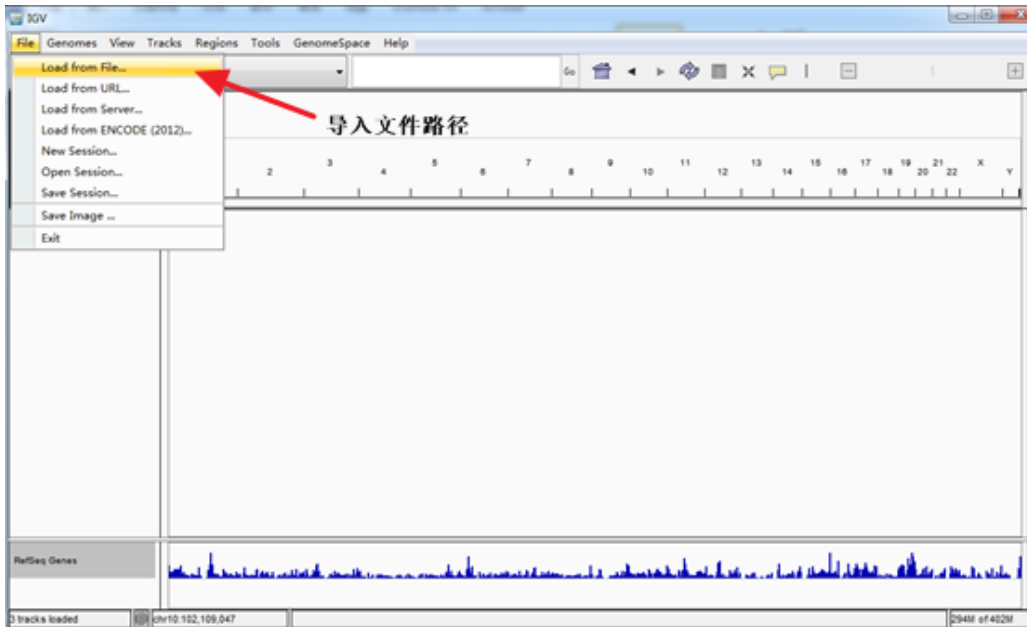 IGV
File Genomes View Tracks Regions Tools GenomeSpace Help
Load from File...
Go
Load from URL...
Load from Server...
Load from ENCODE (2012)...
导入文件路径
New Session...
Open Session...
2 3 4 5 6 7 8 9 10 11 12 13 14 15 16 17 18 19 20 21 22 X Y
Save Session...
Save Image ...
Exit
RefSeq Genes
3 tracks loaded
chr10:102,109,047
294M of 402M